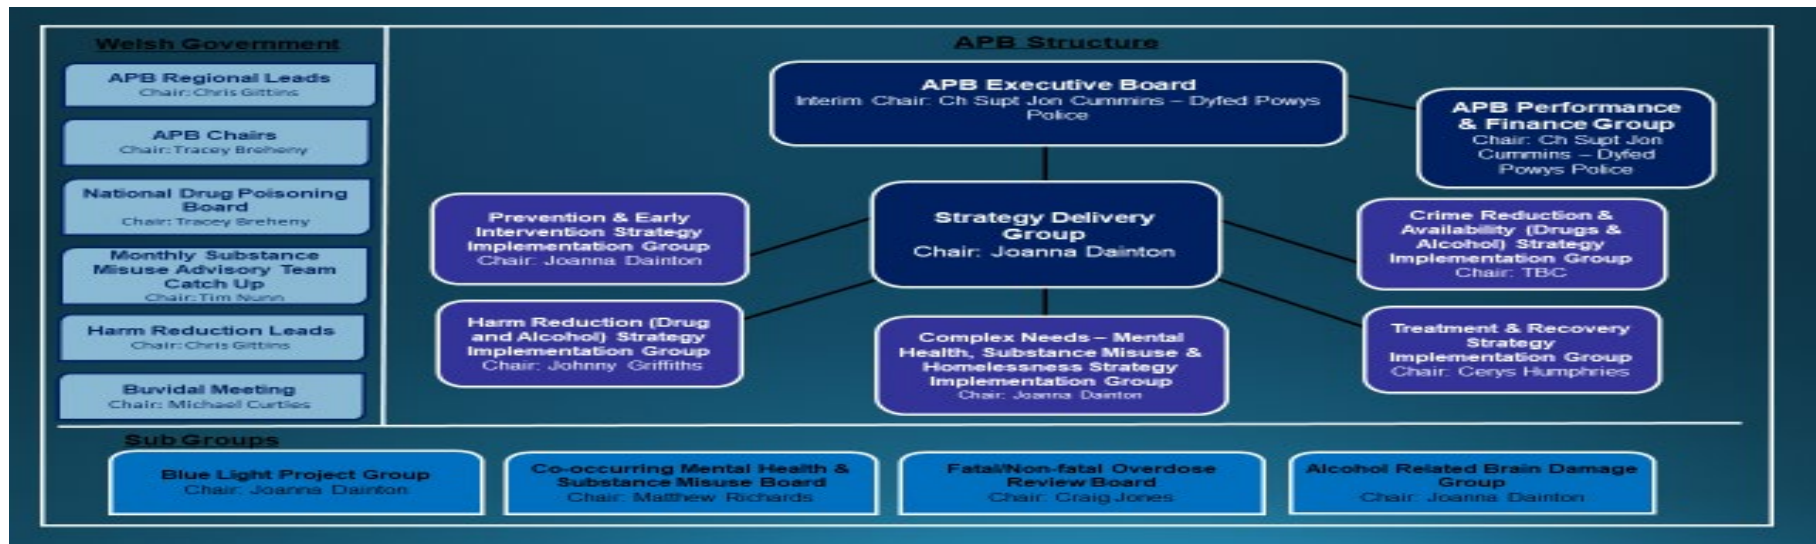 Welsh Government
APB Regional Leads
Chair: Chris Gittins
APB Chairs
Chair: Tracey Breheny
National Drug Poisoning
Board
Chair: Tracey Breheny
Monthly Substance
Misuse Advisory Team
Catch Up
Chair: Tim Nunn
Harm Reduction Leads
Chair: Chris Gittins
Buvidal Meeting
Chair: Michael Curties
APB Structure
APB Executive Board
Interim Chair: Ch Supt Jon Cummins – Dyfed Powys
Police
APB Performance
& Finance Group
Chair: Ch Supt Jon
Cummins – Dyfed
Powys Police
Strategy Delivery
Group
Chair: Joanna Dainton
Prevention & Early
Intervention Strategy
Implementation Group
Chair: Joanna Dainton
Crime Reduction &
Availability (Drugs &
Alcohol) Strategy
Implementation Group
Chair: TBC
Harm Reduction (Drug
and Alcohol) Strategy
Implementation Group
Chair: Johnny Griffiths
Complex Needs – Mental
Health, Substance Misuse &
Homelessness Strategy
Implementation Group
Chair: Joanna Dainton
Treatment & Recovery
Strategy
Implementation Group
Chair: Cerys Humphries
Sub Groups
Blue Light Project Group
Chair: Joanna Dainton
Co-occurring Mental Health &
Substance Misuse Board
Chair: Matthew Richards
Fatal/Non-fatal Overdose
Review Board
Chair: Craig Jones
Alcohol Related Brain Damage
Group
Chair: Joanna Dainton